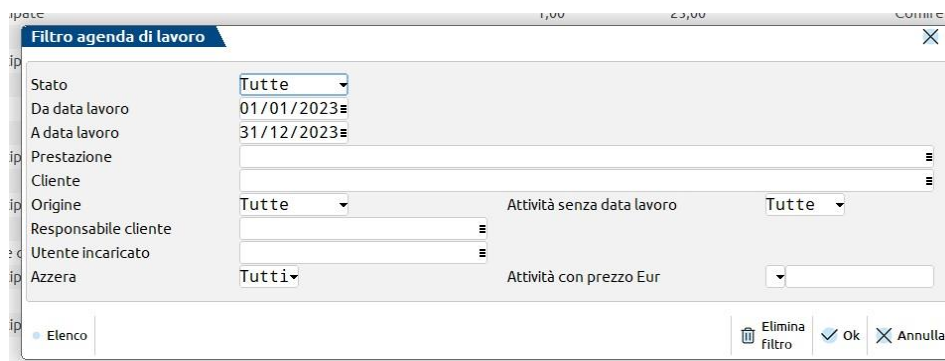 1,00 25,00
Filtro agenda di lavoro
Stato Tutte
Da data lavoro 01/01/2023
A data lavoro 31/12/2023
Prestazione
Cliente
Origine Tutte Attività senza data lavoro Tutte
Responsabile cliente
Utente incaricato
Azzera Tutti Attività con prezzo Eur
Elenco Elimina filtro Ok Annulla